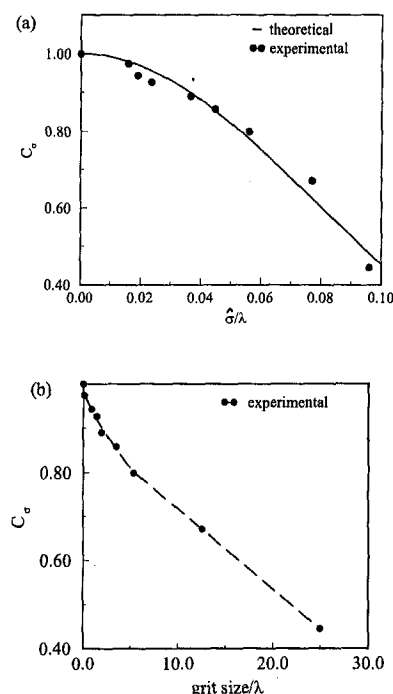 (a)
— theoretical
●● experimental
1.00
0.80
0.60
0.40
C_σ
0.00 0.02 0.04 0.06 0.08 0.10
σ̂/λ
(b)
●-● experimental
0.80
0.60
0.40
C_σ
0.0 10.0 20.0 30.0
grit size/λ